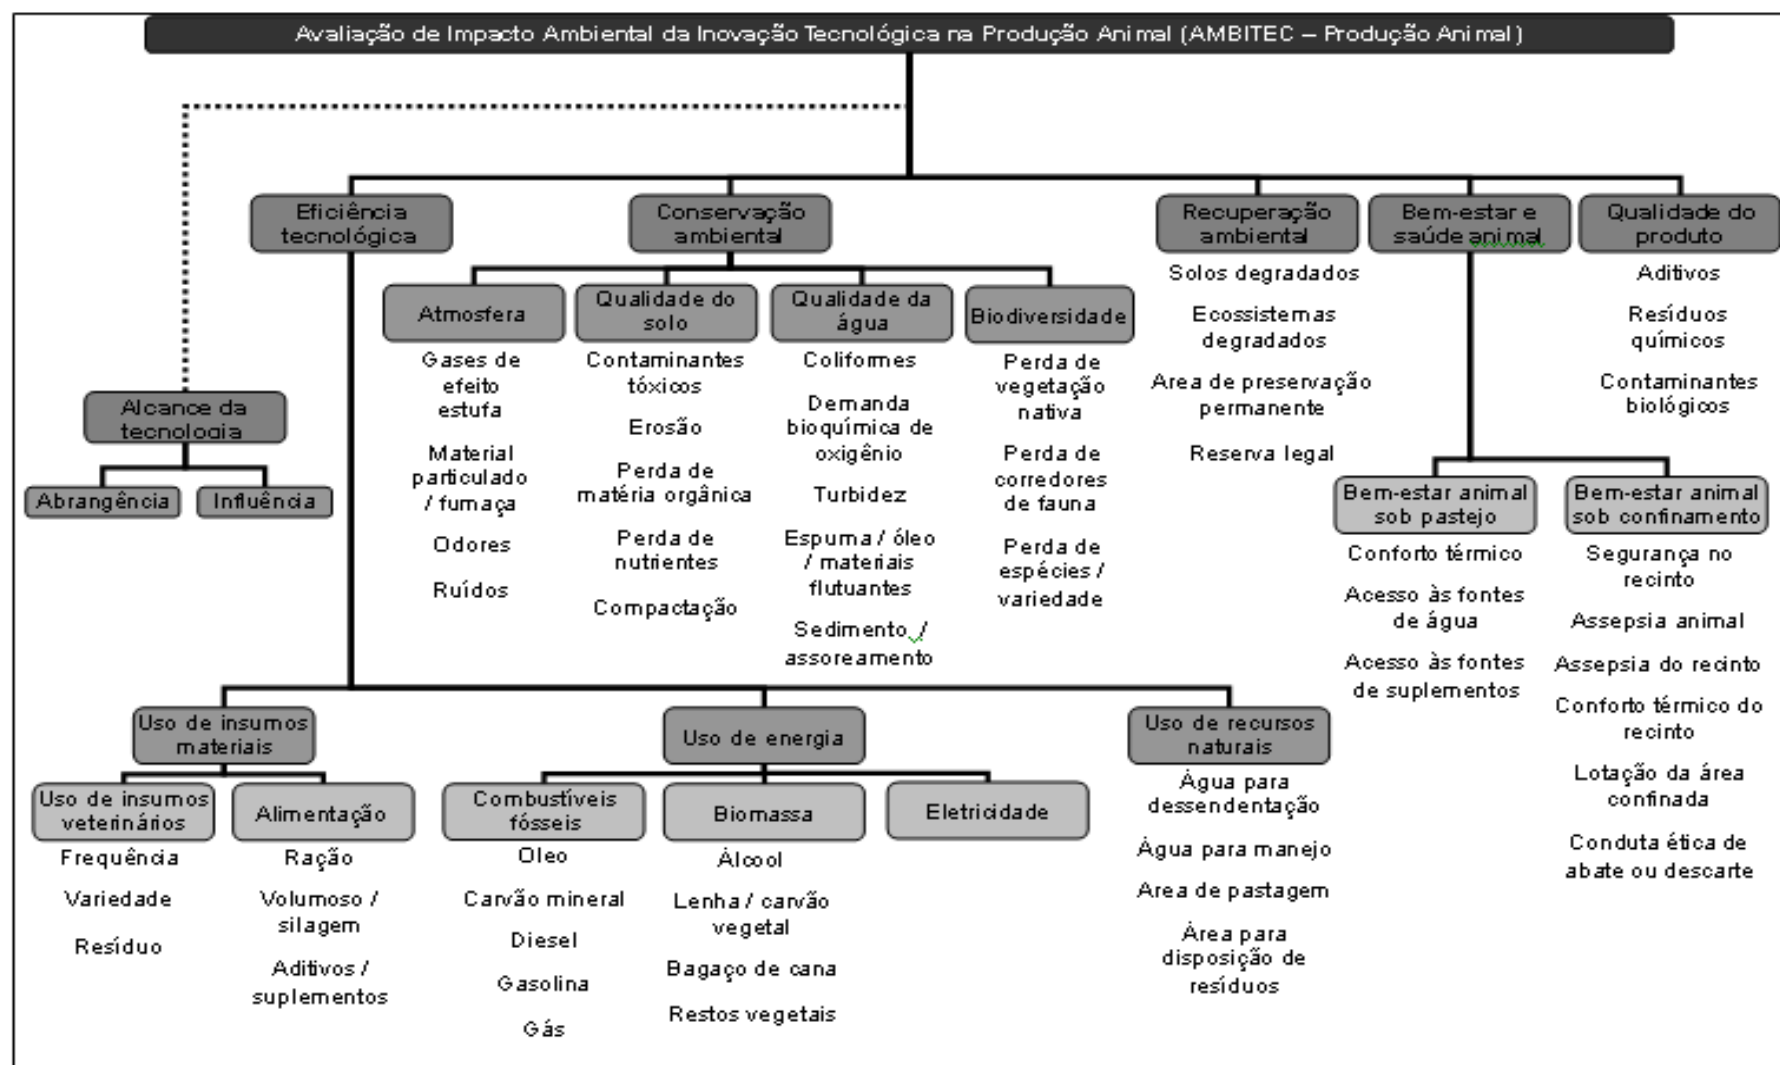 Avaliação de Impacto Ambiental da Inovação Tecnológica na Produção Animal (AMBITEC – Produção Animal)
Eficiência
tecnológica
Conservação
ambiental
Recuperação
ambiental
Bem-estar e
saúde animal
Qualidade do
produto
Alcance da
tecnologia
Abrangência
Influência
Atmosfera
Gases de
efeito
estufa
Material
particulado
/ fumaça
Odores
Ruídos
Qualidade do
solo
Contaminantes
tóxicos
Erosão
Perda de
matéria orgânica
Perda de
nutrientes
Compactação
Qualidade da
água
Coliformes
Demanda
bioquímica de
oxigênio
Turbidez
Espuma / óleo
/ materiais
flutuantes
Sedimento /
assoreamento
Biodiversidade
Perda de
vegetação
nativa
Perda de
corredores
de fauna
Perda de
espécies /
variedade
Solos degradados
Ecossistemas
degradados
Area de preservação
permanente
Reserva legal
Bem-estar animal
sob pastejo
Conforto térmico
Acesso às fontes
de água
Acesso às fontes
de suplementos
Bem-estar animal
sob confinamento
Segurança no
recinto
Assepsia animal
Assepsia do recinto
Conforto térmico do
recinto
Lotação da área
confinada
Conduta ética de
abate ou descarte
Aditivos
Resíduos
químicos
Contaminantes
biológicos
Uso de insumos
materiais
Uso de insumos
veterinários
Frequência
Variedade
Resíduo
Alimentação
Ração
Volumoso /
silagem
Aditivos /
suplementos
Uso de energia
Combustíveis
fósseis
Oleo
Carvão mineral
Diesel
Gasolina
Gás
Biomassa
Álcool
Lenha / carvão
vegetal
Bagaço de cana
Restos vegetais
Eletricidade
Uso de recursos
naturais
Água para
dessendentação
Água para manejo
Area de pastagem
Área para
disposição de
resíduos